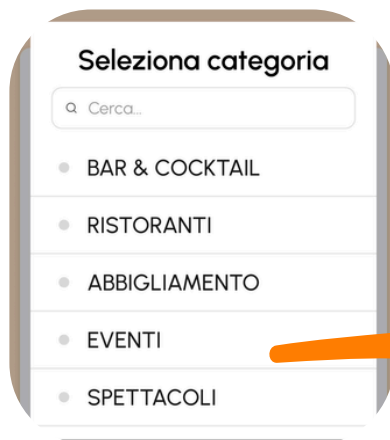 Seleziona categoria
Cerca...
BAR & COCKTAIL
RISTORANTI
ABBIGLIAMENTO
EVENTI
SPETTACOLI